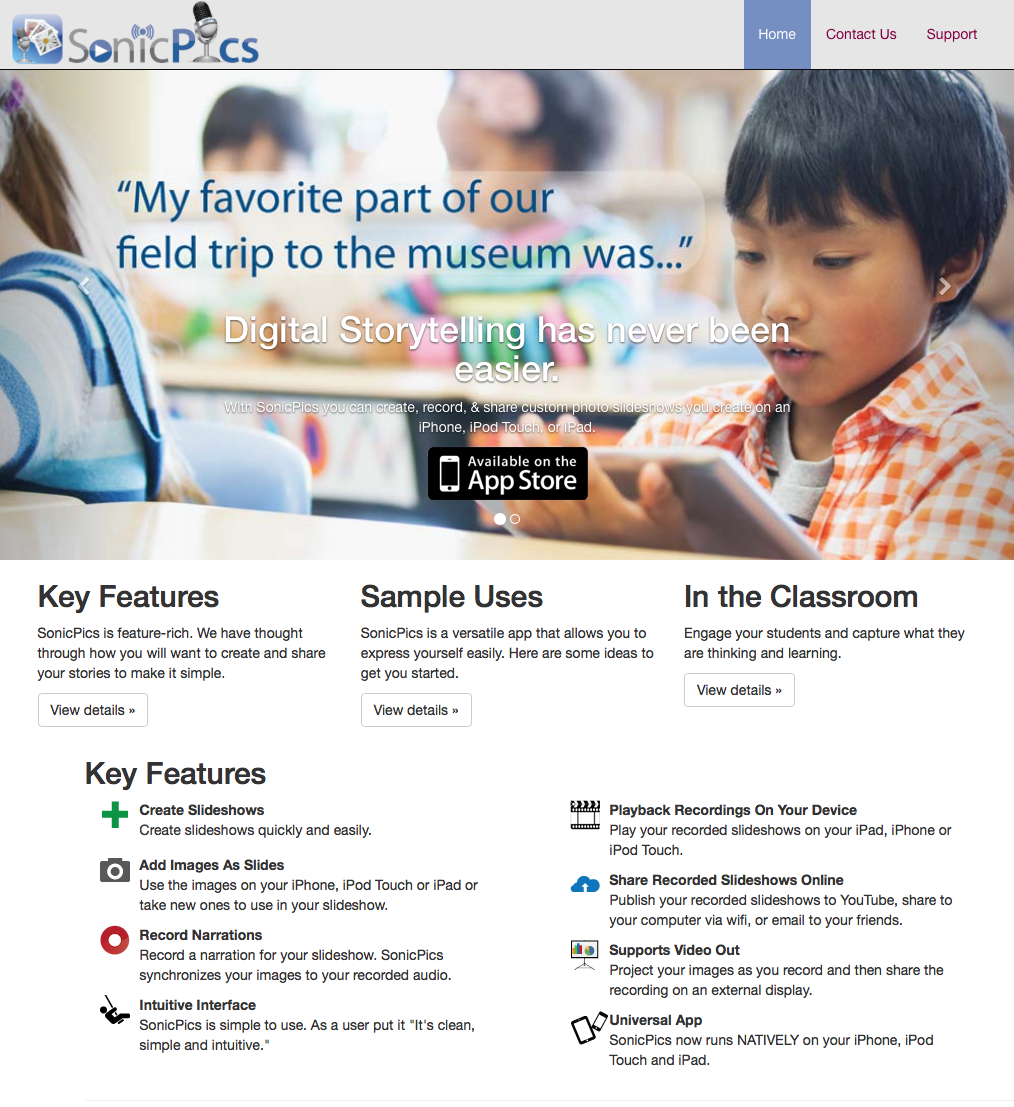 SonicPics
Home
Contact Us
Support
“My favorite part of our
field trip to the museum was...”
Digital Storytelling has never been
easier.
With SonicPics you can create, record, & share custom photo slideshows you create on an
iPhone, iPod Touch, or iPad.
Available on the
App Store
Key Features
SonicPics is feature-rich. We have thought
through how you will want to create and share
your stories to make it simple.
View details »
Sample Uses
SonicPics is a versatile app that allows you to
express yourself easily. Here are some ideas to
get you started.
View details »
In the Classroom
Engage your students and capture what they
are thinking and learning.
View details »
Key Features
Create Slideshows
Create slideshows quickly and easily.
Add Images As Slides
Use the images on your iPhone, iPod Touch or iPad or
take new ones to use in your slideshow.
Record Narrations
Record a narration for your slideshow. SonicPics
synchronizes your images to your recorded audio.
Intuitive Interface
SonicPics is simple to use. As a user put it "It's clean,
simple and intuitive."
Playback Recordings On Your Device
Play your recorded slideshows on your iPad, iPhone or
iPod Touch.
Share Recorded Slideshows Online
Publish your recorded slideshows to YouTube, share to
your computer via wifi, or email to your friends.
Supports Video Out
Project your images as you record and then share the
recording on an external display.
Universal App
SonicPics now runs NATIVELY on your iPhone, iPod
Touch and iPad.